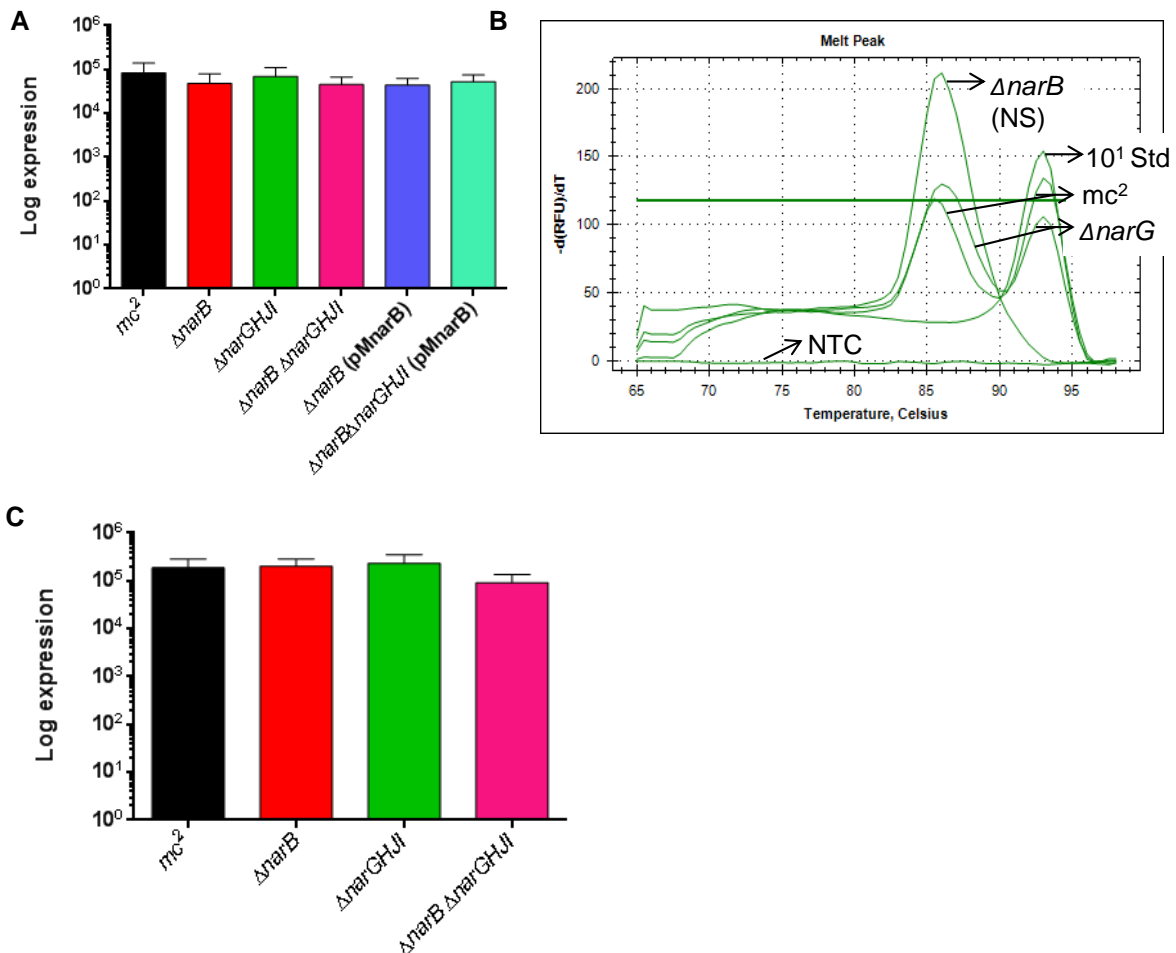 A
10⁶
10⁵
10⁴
10³
10²
10¹
10⁰
Log expression
mc²
ΔnarB
ΔnarGHJI
ΔnarB ΔnarGHJI
ΔnarB (pMnarB)
ΔnarBΔnarGHJI (pMnarB)
B
Melt Peak
200
150
100
50
0
-d(RFU)/dT
65
70
75
80
85
90
95
Temperature, Celsius
ΔnarB
(NS)
10¹ Std
mc²
ΔnarG
NTC
C
10⁶
10⁵
10⁴
10³
10²
10¹
10⁰
Log expression
mc²
ΔnarB
ΔnarGHJI
ΔnarB ΔnarGHJI